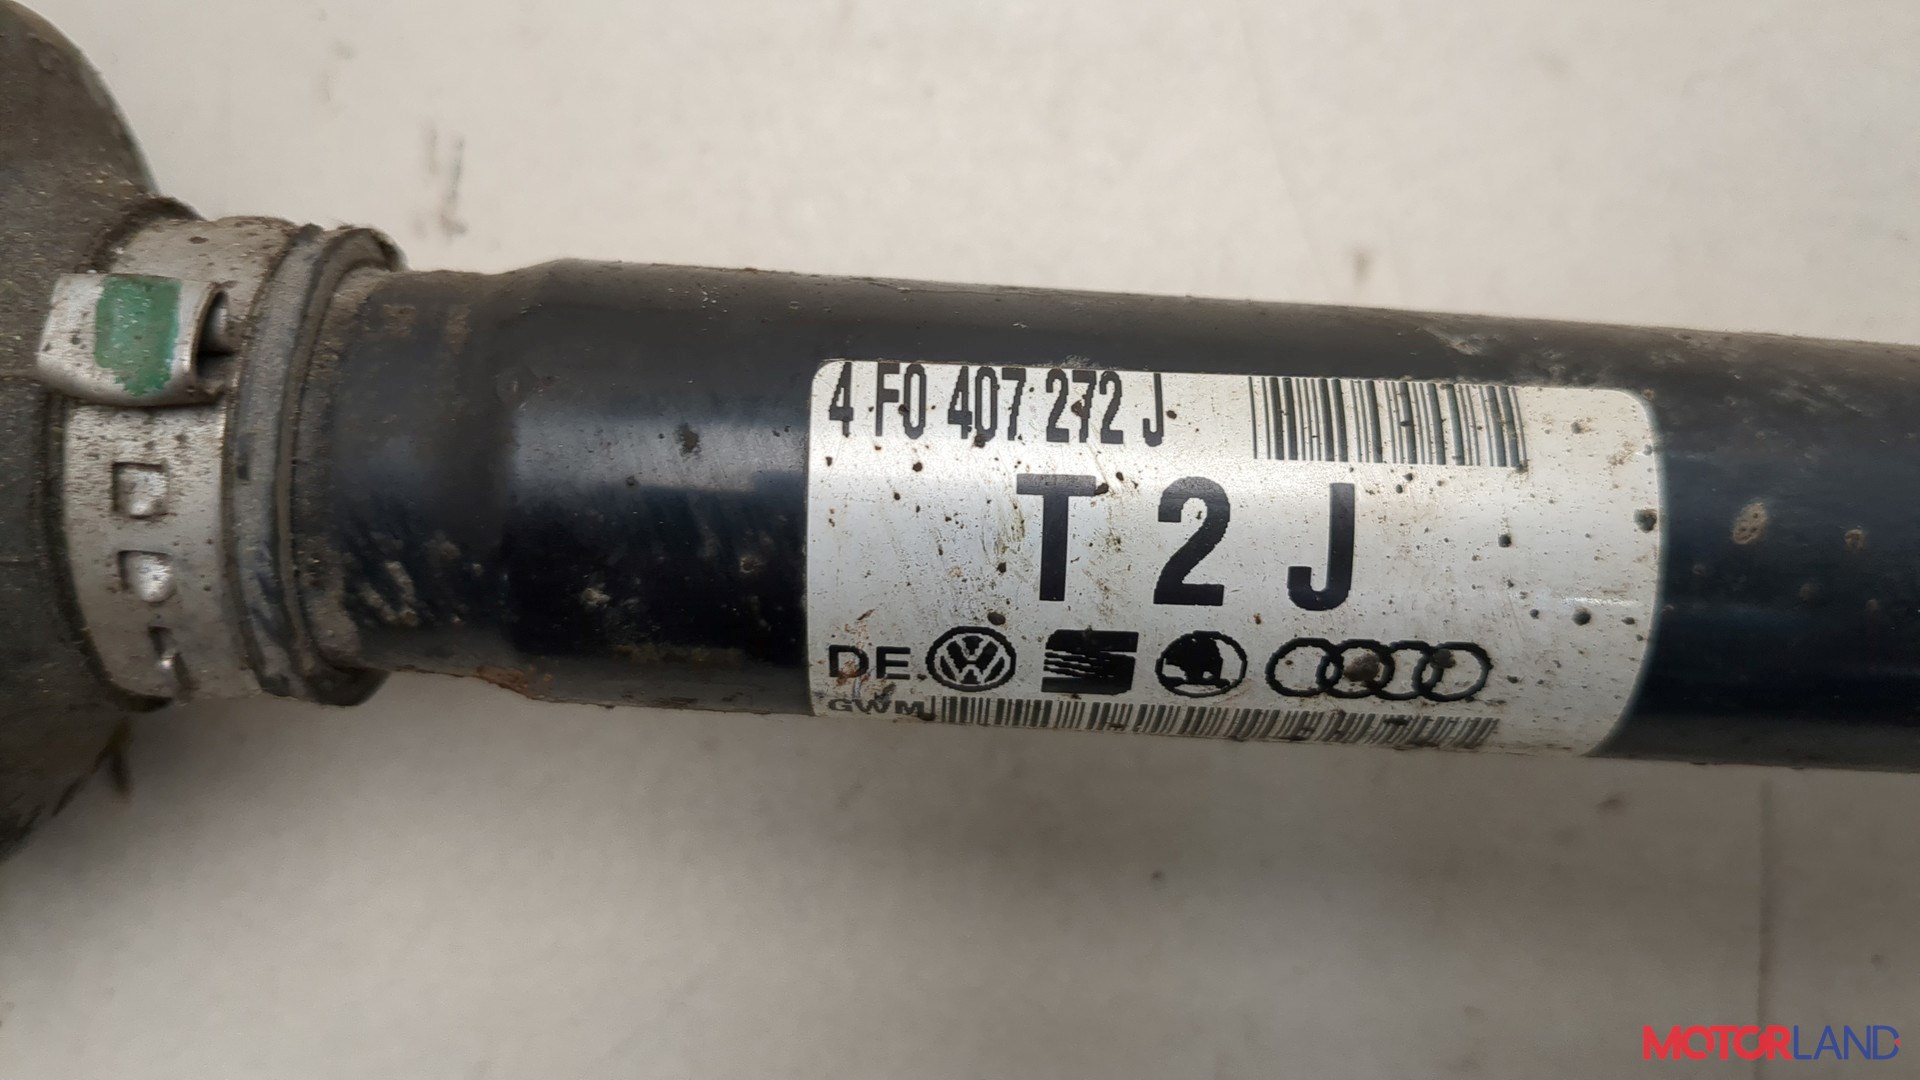 4 F0 407 272 J
T 2 J
DE.
GWM
MOTORLAND